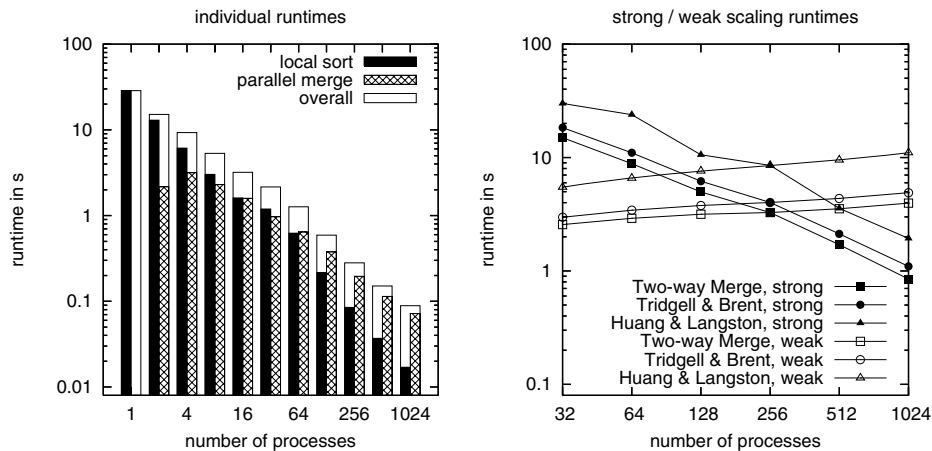 individual runtimes
100
10
1
0.1
0.01
runtime in s
local sort
parallel merge
overall
1 4 16 64 256 1024
number of processes
strong / weak scaling runtimes
100
10
1
0.1
runtime in s
Two-way Merge, strong
Tridgell & Brent, strong
Huang & Langston, strong
Two-way Merge, weak
Tridgell & Brent, weak
Huang & Langston, weak
32 64 128 256 512 1024
number of processes